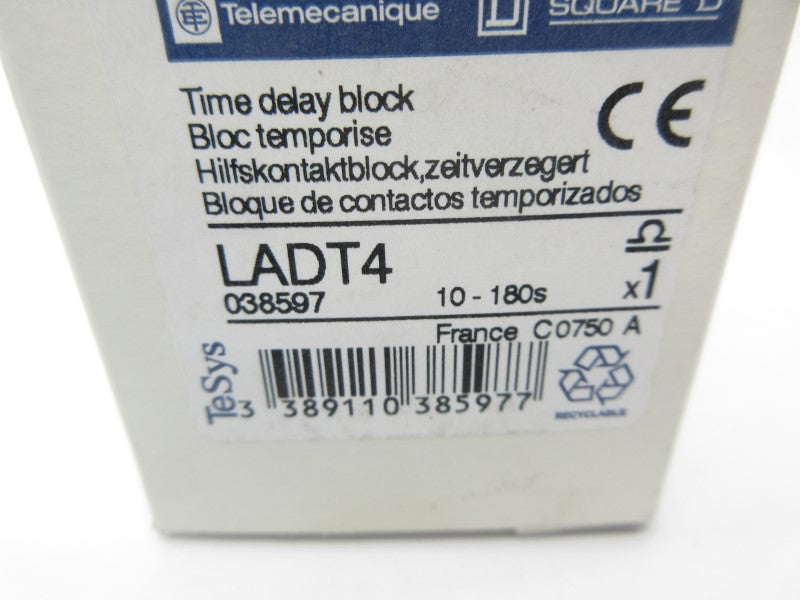 Telemecanique
SQUARE D
Time delay block
Bloc temporise
Hilfskontaktblock,zeitverzegert
Bloque de contactos temporizados
LADT4
038597
10 - 180s
x1
France C0750 A
TeSys
3 389110 385977
RECYCLABLE
CE